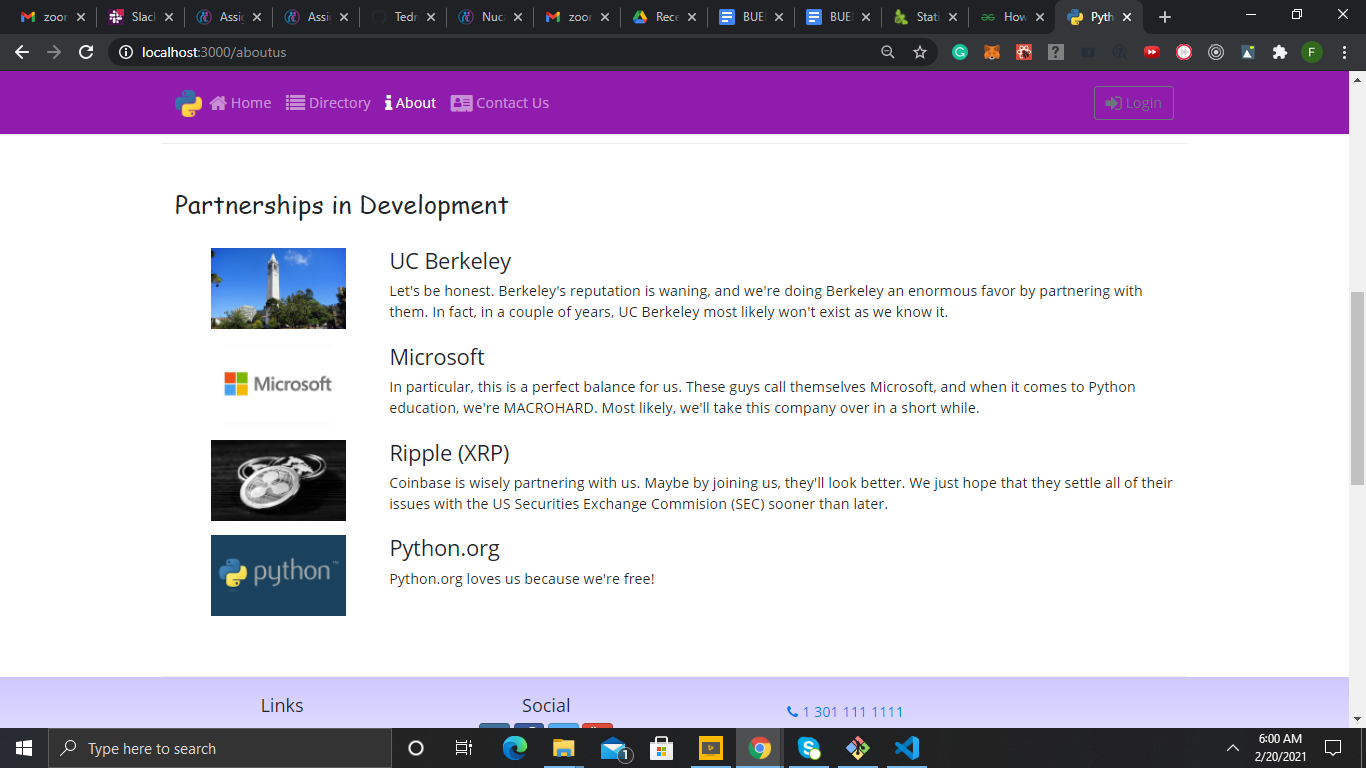 zoom
Slack
Assig
Assig
Tedr
Nuca
zoom
Rece
BUE
BUE
Stati
How
Pyth
localhost:3000/aboutus
F
Home
Directory
About
Contact Us
Login
Partnerships in Development
UC Berkeley
Let's be honest. Berkeley's reputation is waning, and we're doing Berkeley an enormous favor by partnering with
them. In fact, in a couple of years, UC Berkeley most likely won't exist as we know it.
Microsoft
Microsoft
In particular, this is a perfect balance for us. These guys call themselves Microsoft, and when it comes to Python
education, we're MACROHARD. Most likely, we'll take this company over in a short while.
Ripple (XRP)
Coinbase is wisely partnering with us. Maybe by joining us, they'll look better. We just hope that they settle all of their
issues with the US Securities Exchange Commision (SEC) sooner than later.
python™
Python.org
Python.org loves us because we're free!
Links
Social
1 301 111 1111
Type here to search
1
6:00 AM
2/20/2021